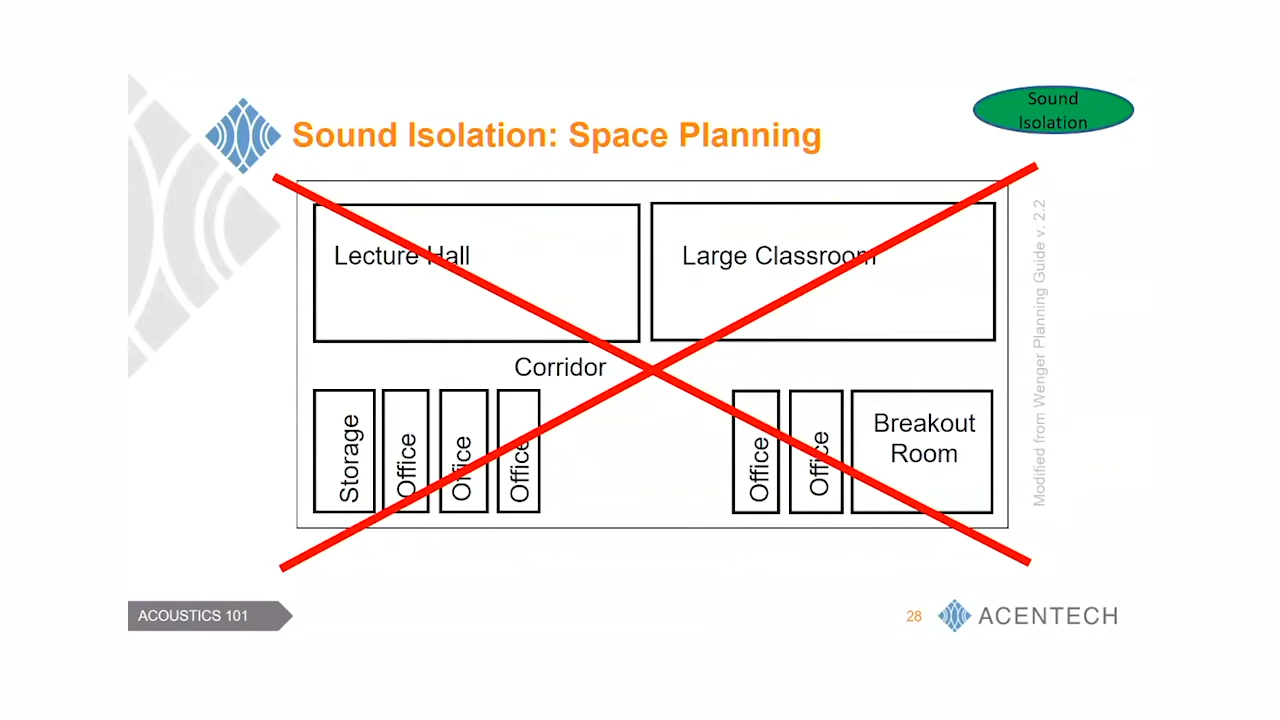 Sound
Isolation
Sound Isolation: Space Planning
Lecture Hall
Large Classroom
Corridor
Storage
Office
Office
Office
Office
Office
Breakout
Room
Modified from Wenger Planning Guide v. 2.2
ACOUSTICS 101
28
ACENTECH